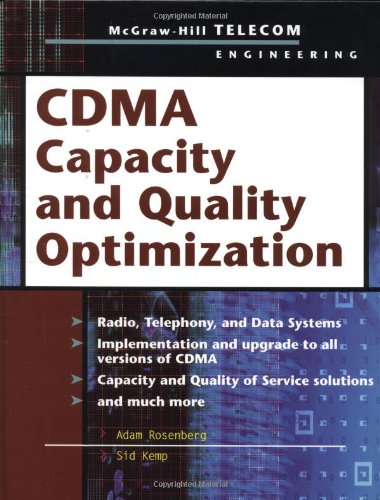 McGraw-Hill TELECOM
ENGINEERING
CDMA
Capacity
and Quality
Optimization
Radio, Telephony, and Data Systems
Implementation and upgrade to all
versions of CDMA
Capacity and Quality of Service solutions
and much more
Adam Rosenberg
Sid Kemp